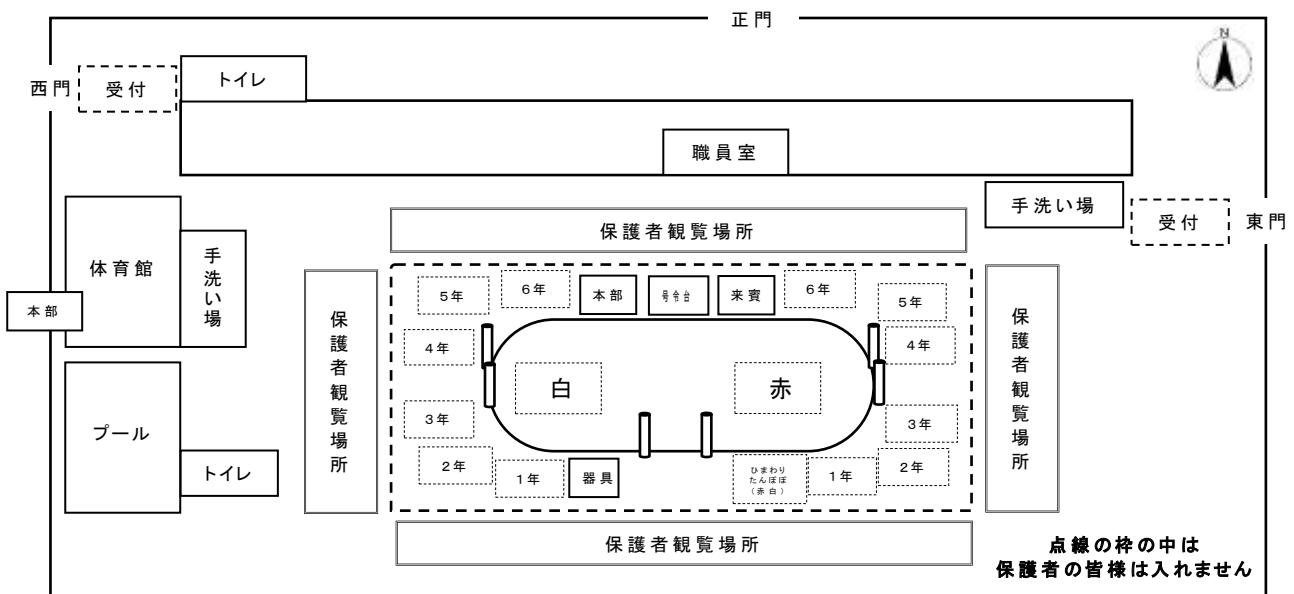 正門
N
西門
受付
トイレ
職員室
手洗い場
受付
東門
保護者観覧場所
体育館
手洗い場
本部
保護者観覧場所
5年
6年
本部
号令台
来賓
6年
5年
4年
4年
保護者観覧場所
白
赤
プール
3年
3年
2年
1年
器具
ひまわり
たんぽぽ
（赤白）
1年
2年
トイレ
保護者観覧場所
点線の枠の中は
保護者の皆様は入れません